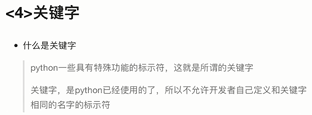 <4>关键字
什么是关键字
python一些具有特殊功能的标示符，这就是所谓的关键字
关键字，是python已经使用的了，所以不允许开发者自己定义和关键字
相同的名字的标示符